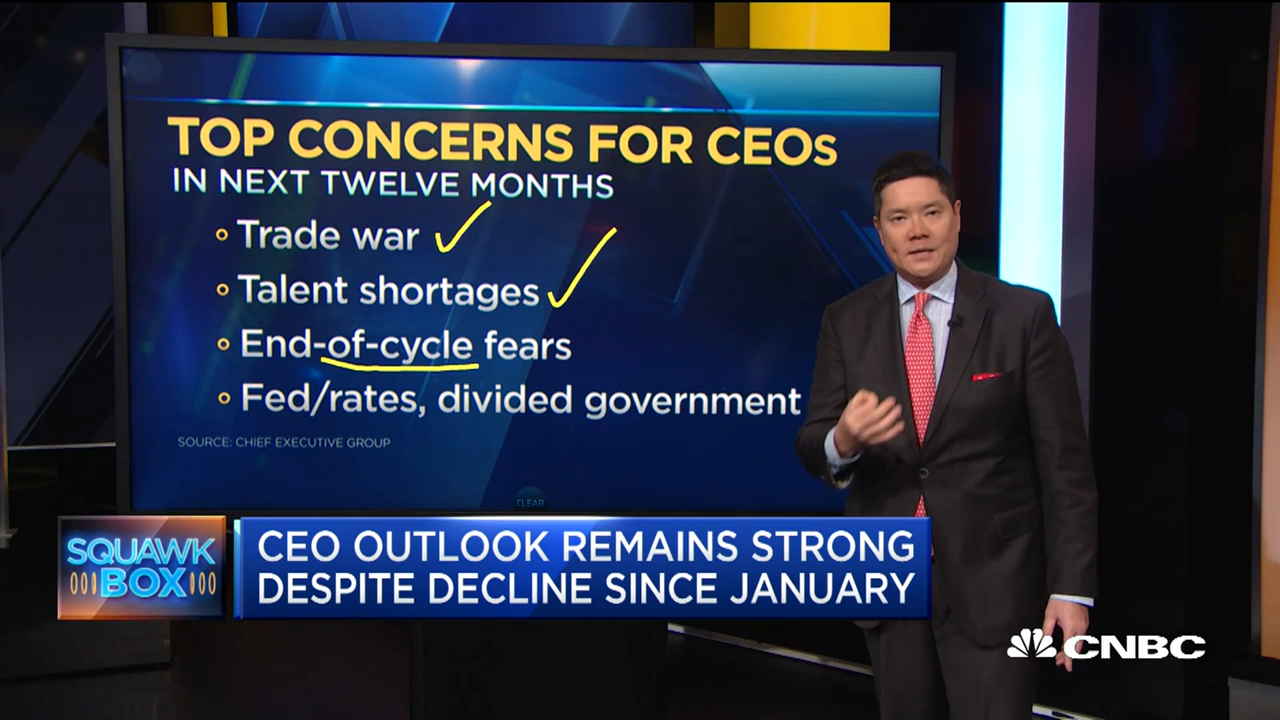 TOP CONCERNS FOR CEOs
IN NEXT TWELVE MONTHS
Trade war
Talent shortages
End-of-cycle fears
Fed/rates, divided government
SOURCE: CHIEF EXECUTIVE GROUP
CLEAR
SQUAWK
BOX
CEO OUTLOOK REMAINS STRONG
DESPITE DECLINE SINCE JANUARY
CNBC